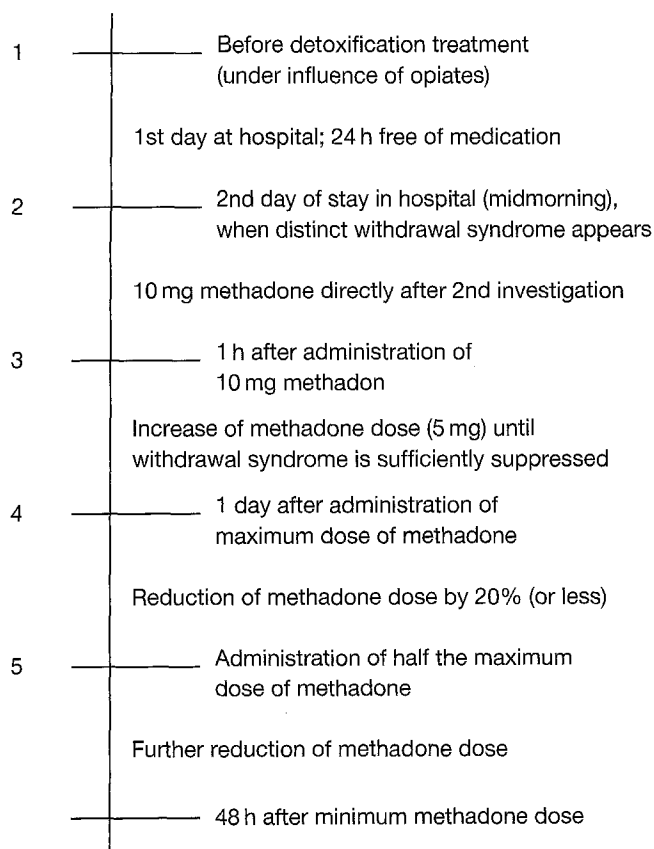 1 Before detoxification treatment
(under influence of opiates)
1st day at hospital; 24 h free of medication
2 2nd day of stay in hospital (midmorning),
when distinct withdrawal syndrome appears
10 mg methadone directly after 2nd investigation
3 1 h after administration of
10 mg methadon
Increase of methadone dose (5 mg) until
withdrawal syndrome is sufficiently suppressed
4 1 day after administration of
maximum dose of methadone
Reduction of methadone dose by 20% (or less)
5 Administration of half the maximum
dose of methadone
Further reduction of methadone dose
48 h after minimum methadone dose